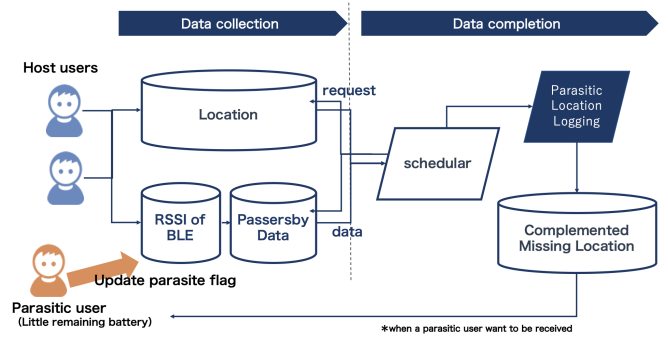 Data collection
Data completion
Host users
request
Location
Parasitic
Location
Logging
schedular
RSSI of
BLE
Passersby
Data
data
Complemented
Missing Location
Update parasite flag
Parasitic user
(Little remaining battery)
*when a parasitic user want to be received